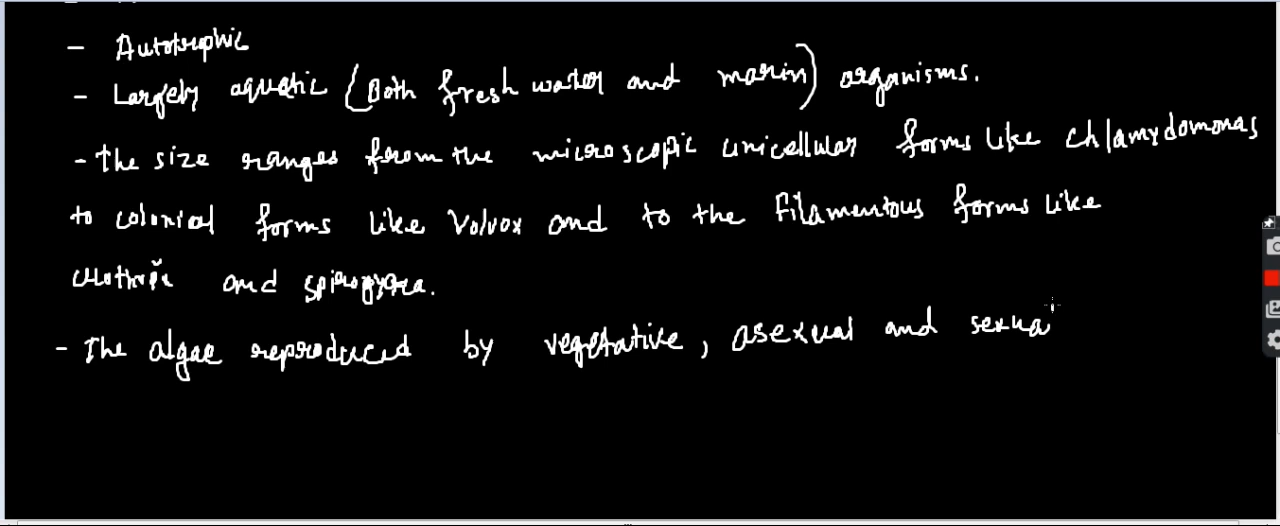 - Autotrophic
- Largely aquatic (Both fresh water and marin) organisms.
- The size ranges from the microscopic unicellular forms like chlamydomonas
to colonial forms like Volvox and to the filamentous forms like
Ulothrix and spirogyra.
- The algae reproduced by vegetative, asexual and sexua